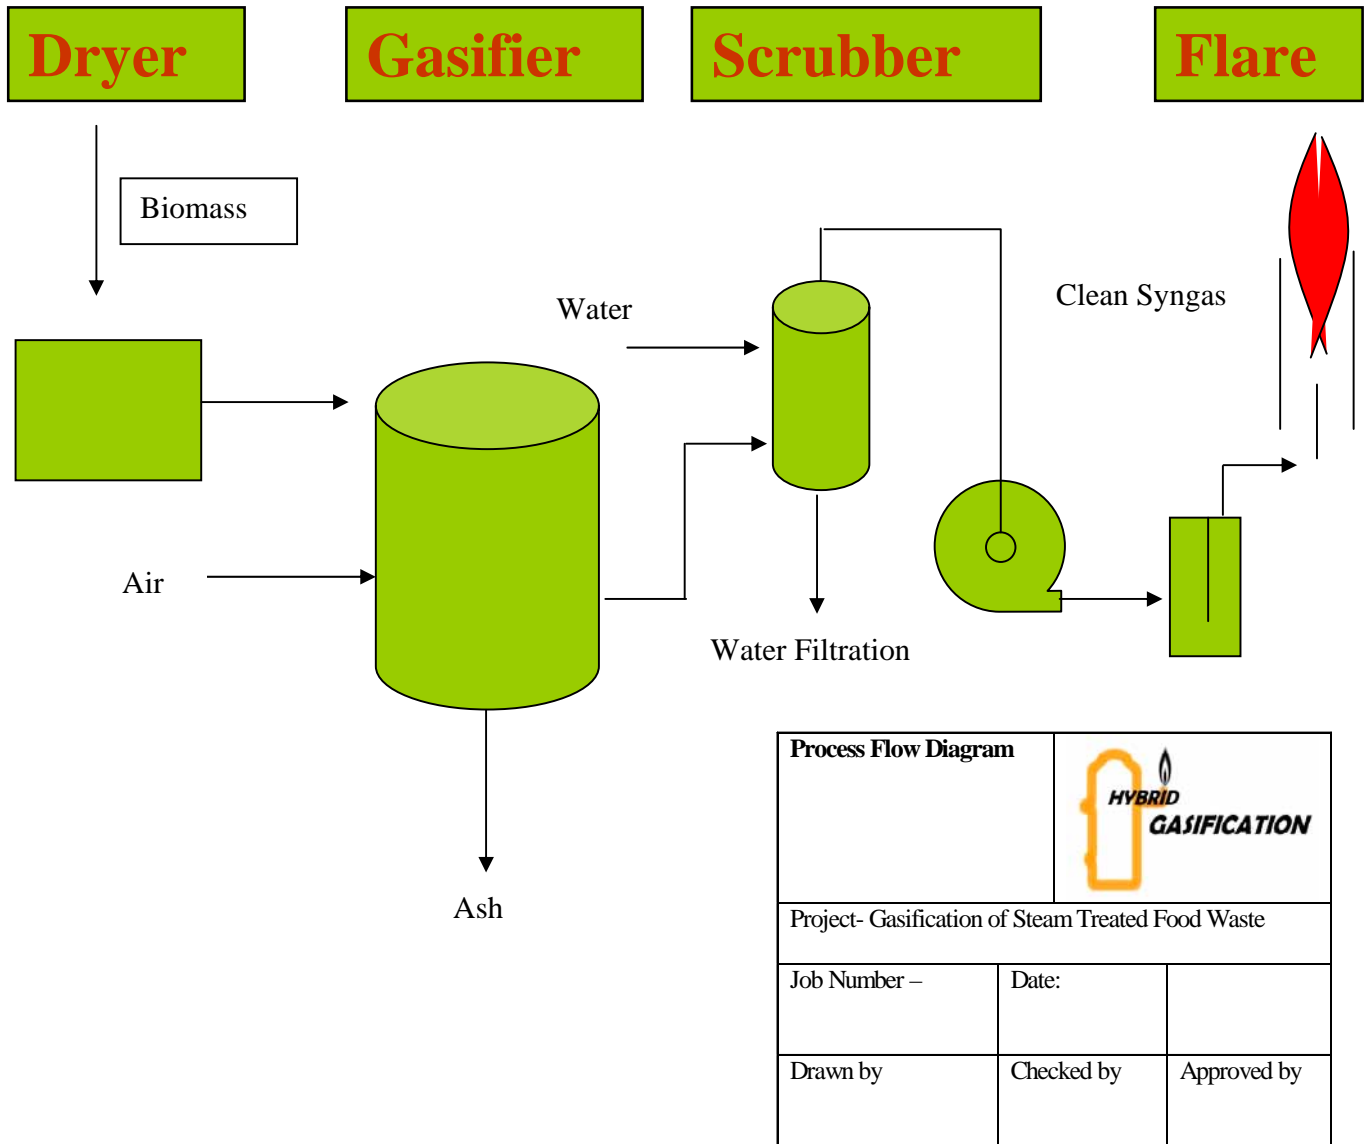 Dryer
Gasifier
Scrubber
Flare
Biomass
Water
Clean Syngas
Air
Water Filtration
Ash
Process Flow Diagram
HYBRID
GASIFICATION
Project- Gasification of Steam Treated Food Waste
Job Number –
Date:
Drawn by
Checked by
Approved by